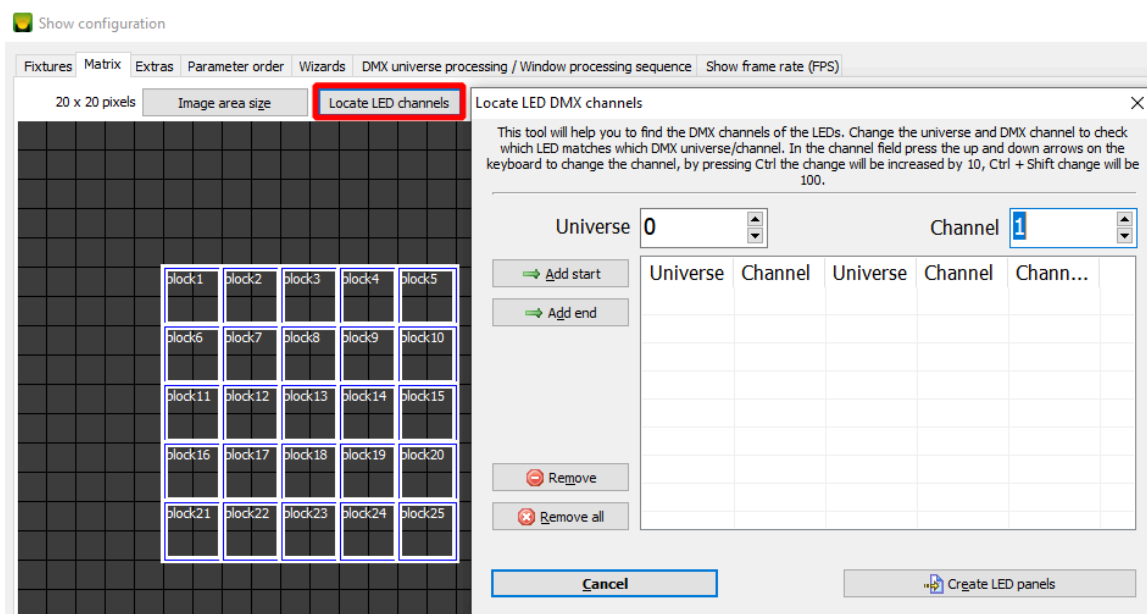 Show configuration
Fixtures Matrix Extras Parameter order Wizards DMX universe processing / Window processing sequence Show frame rate (FPS)
20 x 20 pixels Image area size Locate LED channels
Locate LED DMX channels
This tool will help you to find the DMX channels of the LEDs. Change the universe and DMX channel to check
which LED matches which DMX universe/channel. In the channel field press the up and down arrows on the
keyboard to change the channel, by pressing Ctrl the change will be increased by 10, Ctrl + Shift change will be
100.
Universe 0 Channel 1
Add start
Add end
Universe Channel Universe Channel Chann...
Remove
Remove all
Cancel Create LED panels
block1 block2 block3 block4 block5
block6 block7 block8 block9 block10
block11 block12 block13 block14 block15
block16 block17 block18 block19 block20
block21 block22 block23 block24 block25